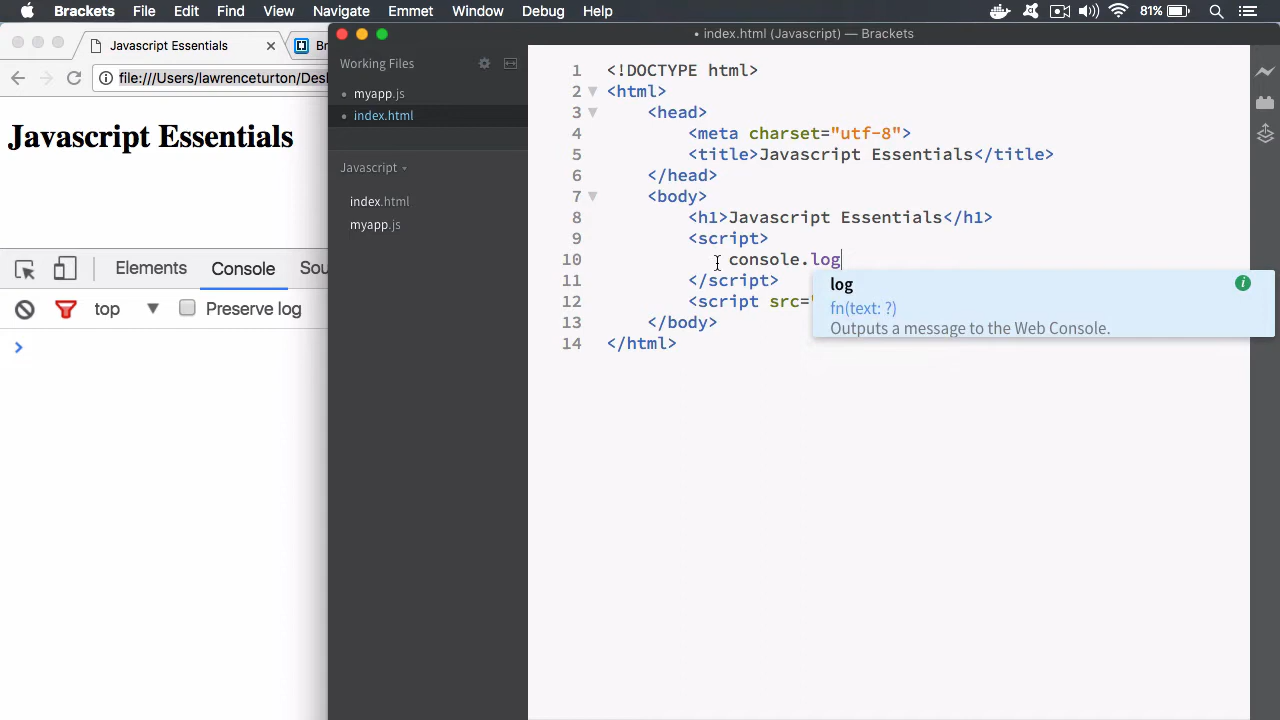 Brackets File Edit Find View Navigate Emmet Window Debug Help 81%
Javascript Essentials
file:///Users/lawrenceturton/Des
Javascript Essentials
Elements Console Sou
top Preserve log
• index.html (Javascript) — Brackets
Working Files
myapp.js
index.html
Javascript
index.html
myapp.js
1 <!DOCTYPE html>
2 <html>
3 <head>
4 <meta charset="utf-8">
5 <title>Javascript Essentials</title>
6 </head>
7 <body>
8 <h1>Javascript Essentials</h1>
9 <script>
10 console.log
11 </script>
12 <script src="
13 </body>
14 </html>
log
fn(text: ?)
Outputs a message to the Web Console.